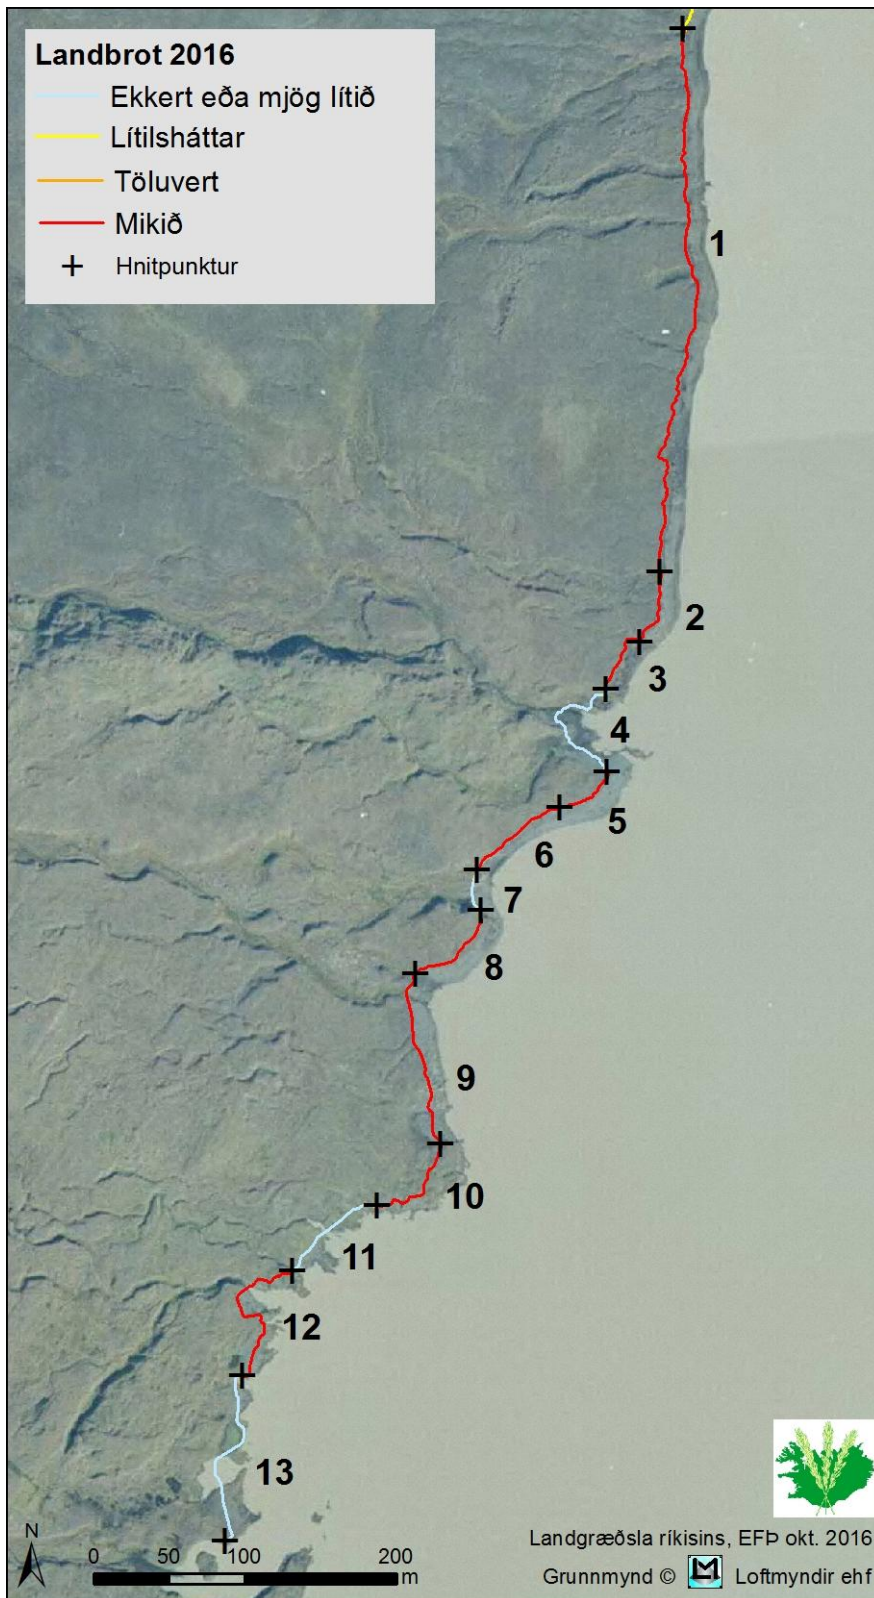 Landbrot 2016
Ekkert eða mjög lítið
Lítilsháttar
Töluvert
Mikið
Hnitpunktur
1
2
3
4
5
6
7
8
9
10
11
12
13
N
0 50 100 200
m
Landgræðsla ríkisins, EFÞ okt. 2016
Grunnmynd © LM Loftmyndir ehf